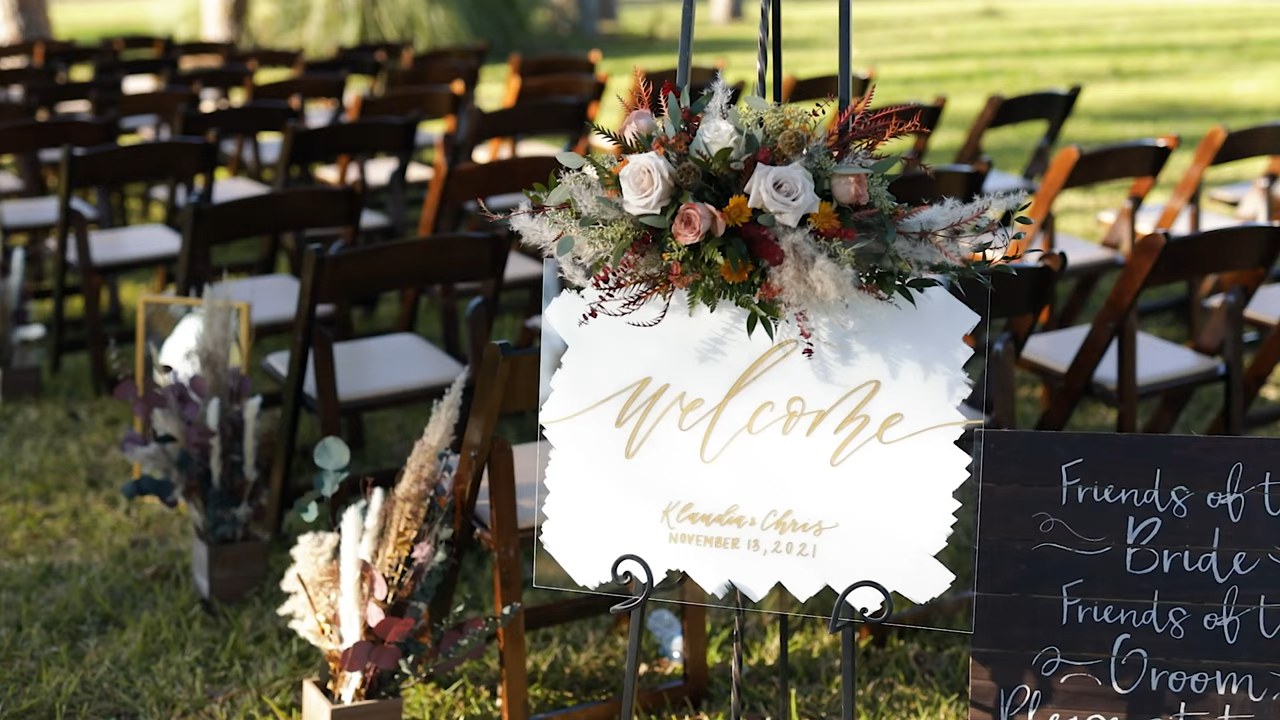 welcome
Klaudia & Chris
NOVEMBER 13, 2021
Friends of t
Bride
Friends of t
Groom